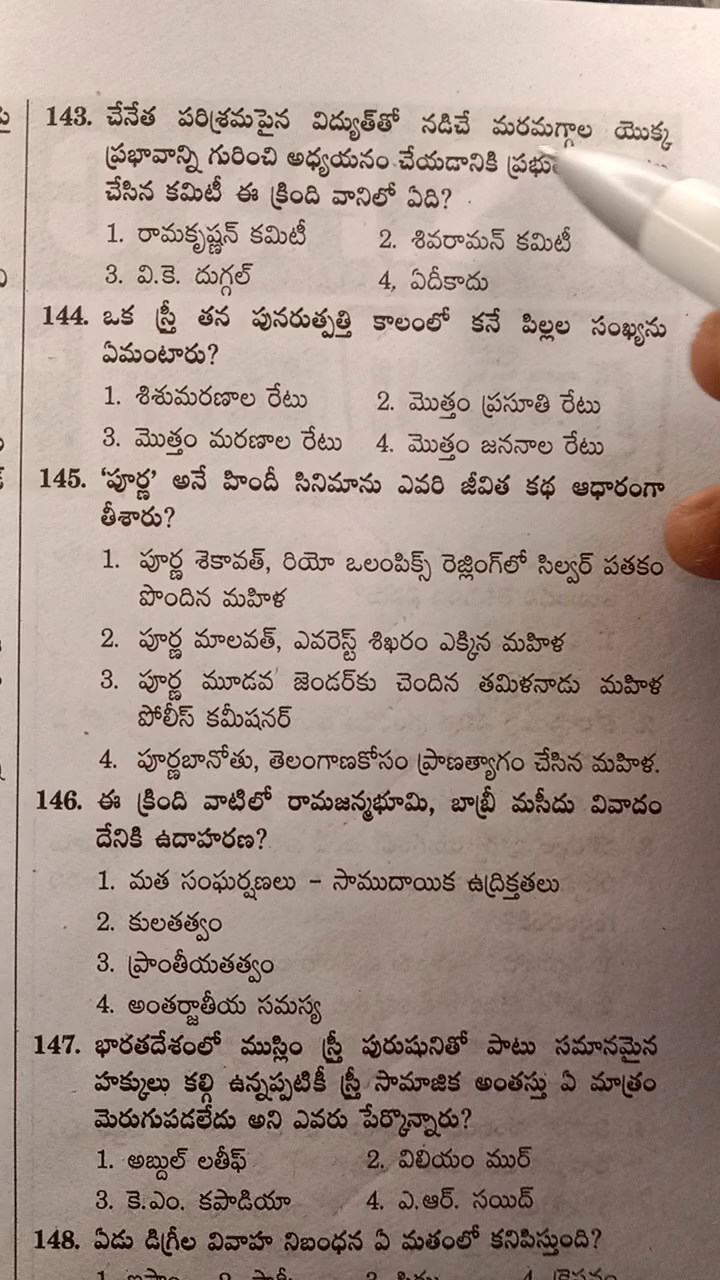 143. చేనేత పరిశ్రమపైన విద్యుత్‌తో నడిచే మరమగ్గాల యొక్క
ప్రభావాన్ని గురించి అధ్యయనం చేయడానికి
చేసిన కమిటీ ఈ క్రింది వానిలో ఏది?
1. రామకృష్ణన్ కమిటీ 2. శివరామన్ కమిటీ
3. వి.కె. దుగ్గల్ 4, ఏదీకాదు
144. ఒక స్త్రీ తన పునరుత్పత్తి కాలంలో కనే పిల్లల సంఖ్యను
ఏమంటారు?
1. శిశుమరణాల రేటు 2. మొత్తం ప్రసూతి రేటు
3. మొత్తం మరణాల రేటు 4. మొత్తం జననాల రేటు
145. ‘పూర్ణ’ అనే హిందీ సినిమాను ఎవరి జీవిత కథ ఆధారంగా
తీశారు?
1. పూర్ణ శెకావత్, రియో ఒలంపిక్స్ రెజ్లింగ్‌లో సిల్వర్ పతకం
పొందిన మహిళ
2. పూర్ణ మాలవత్, ఎవరెస్ట్ శిఖరం ఎక్కిన మహిళ
3. పూర్ణ మూడవ జెండర్‌కు చెందిన తమిళనాడు మహిళ
పోలీస్ కమీషనర్
4. పూర్ణబానోతు, తెలంగాణకోసం ప్రాణత్యాగం చేసిన మహిళ.
146. ఈ క్రింది వాటిలో రామజన్మభూమి, బాబ్రీ మసీదు వివాదం
దేనికి ఉదాహరణ?
1. మత సంఘర్షణలు – సాముదాయిక ఉద్రిక్తతలు
2. కులతత్వం
3. ప్రాంతీయతత్వం
4. అంతర్జాతీయ సమస్య
147. భారతదేశంలో ముస్లిం స్త్రీ పురుషునితో పాటు సమానమైన
హక్కులు కల్గి ఉన్నప్పటికీ స్త్రీ సామాజిక అంతస్తు ఏ మాత్రం
మెరుగుపడలేదు అని ఎవరు పేర్కొన్నారు?
1. అబ్దుల్ లతీఫ్ 2. విలియం ముర్
3. కె.ఎం. కపాడియా 4. ఎ.ఆర్. సయిద్
148. ఏడు డిగ్రీల వివాహ నిబంధన ఏ మతంలో కనిపిస్తుంది?